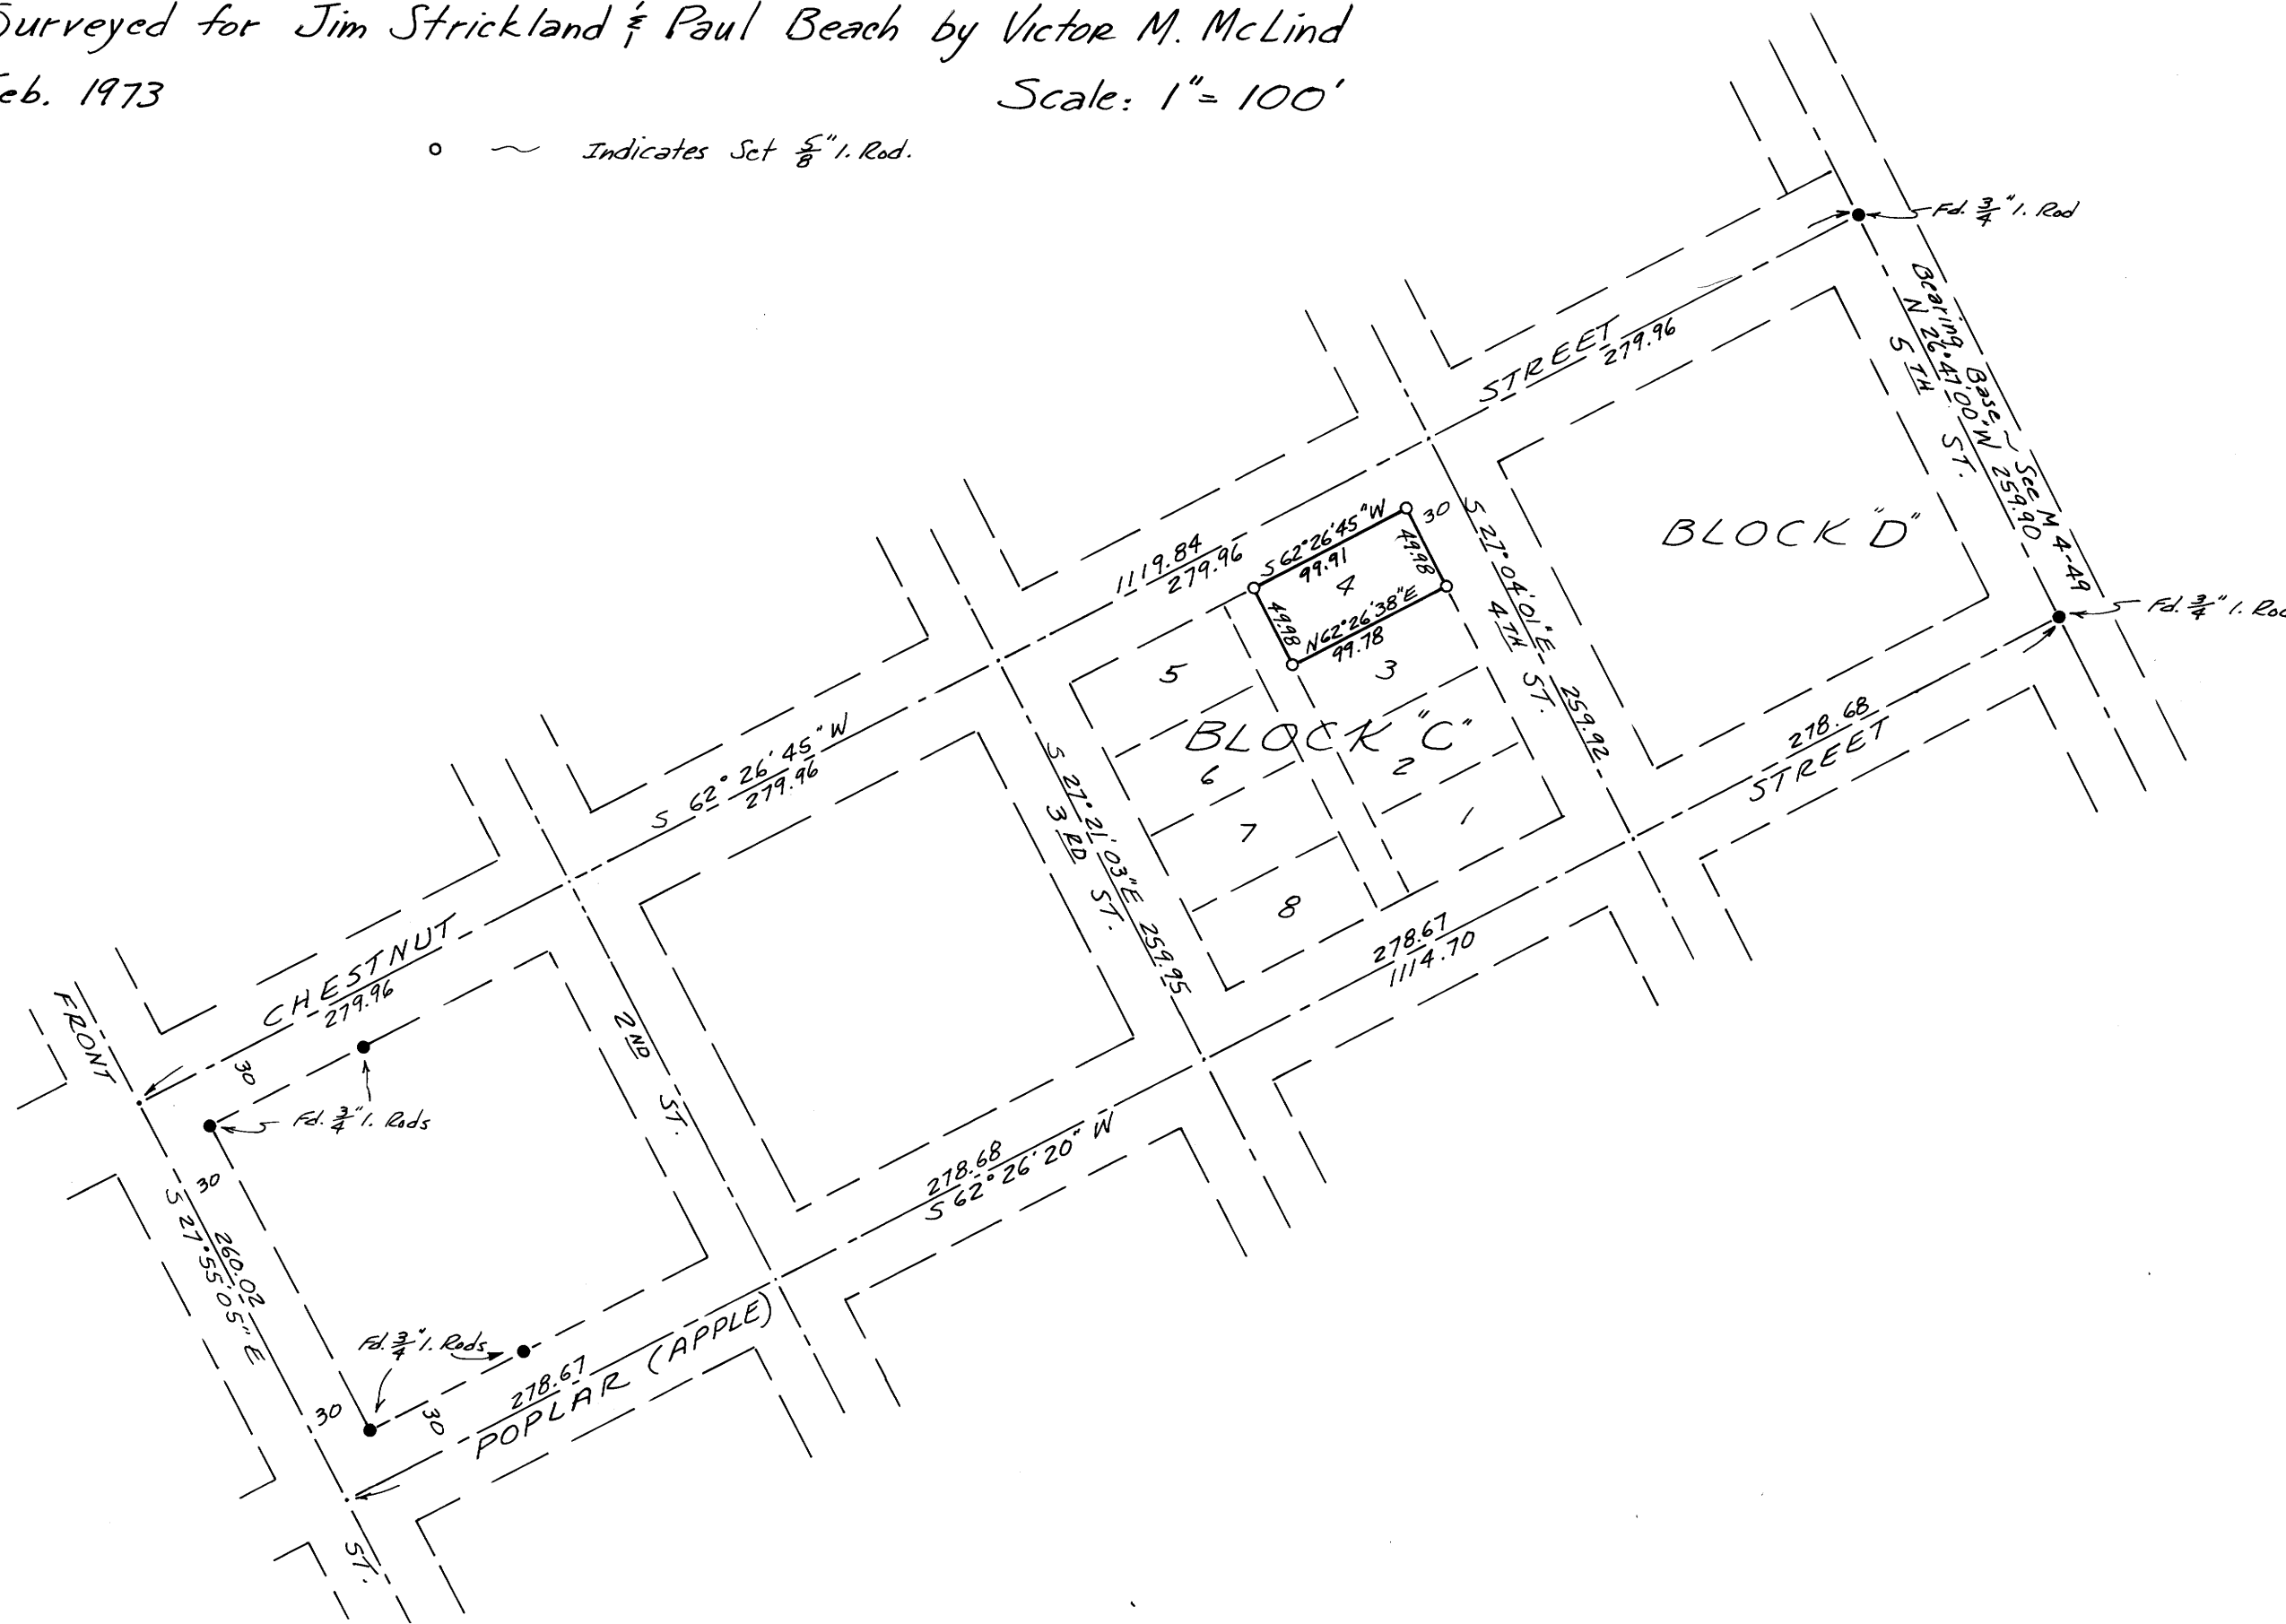 Surveyed for Jim Strickland & Paul Beach by Victor M. McLind
Feb. 1973
Scale: 1"= 100'
o ~ Indicates Set 5/8" I. Rod.
Fd. 3/4" I. Rod
Bearing Base ~ See M 4-49
N 26°47'00"W 259.90
5TH ST.
STREET
279.96
BLOCK "D"
S 62°26'45"W
99.91
30
49.98
4
49.98
N 62°26'38"E
99.78
S 27°04'01"E 259.92
4TH ST.
1119.84
279.96
Fd. 3/4" I. Rod
5
3
BLOCK "C"
6
2
7
1
8
278.68
STREET
S 62°26'45"W
279.96
S 27°21'03"E 259.95
3RD ST.
278.67
1114.70
CHESTNUT
279.96
FRONT
30
Fd. 3/4" I. Rods
2ND ST.
30
260.02
S 27°55'05"E
278.68
S 62°26'20"W
Fd. 3/4" I. Rods
30
30
278.67
POPLAR (APPLE)
ST.